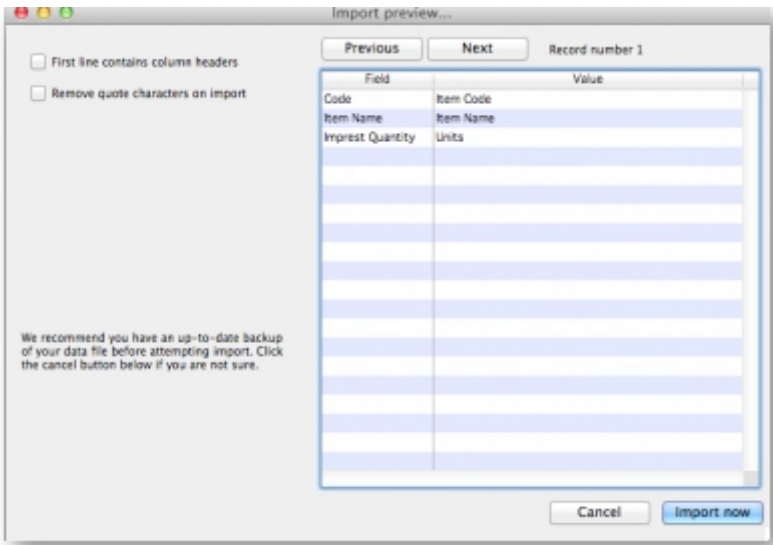 Import preview...
First line contains column headers
Remove quote characters on import
We recommend you have an up-to-date backup
of your data file before attempting import. Click
the cancel button below if you are not sure.
Previous Next Record number 1
Field Value
Code Item Code
Item Name Item Name
Imprest Quantity Units
Cancel Import now